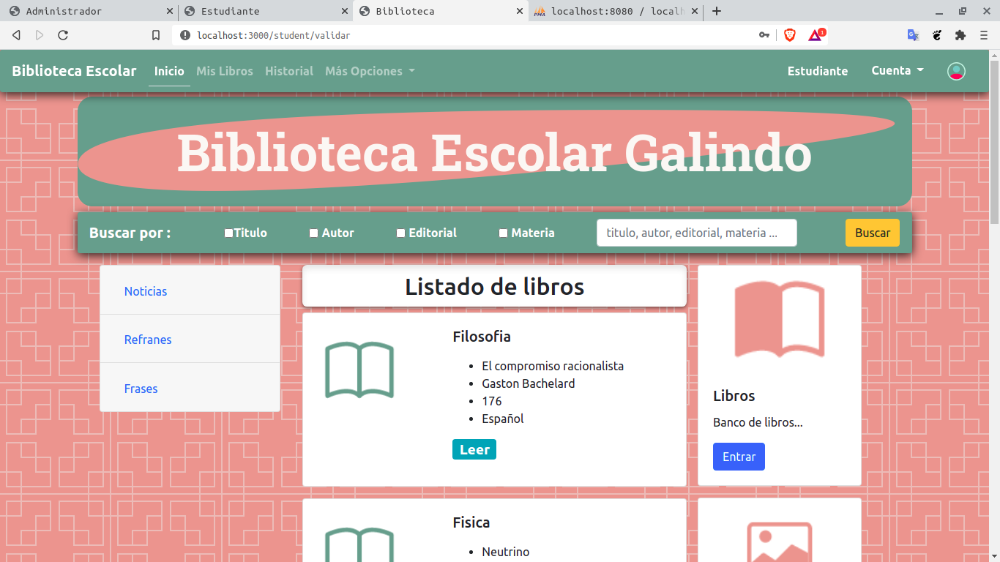 Administrador
Estudiante
Biblioteca
localhost:8080 / localh
localhost:3000/student/validar
1
Biblioteca Escolar Inicio Mis Libros Historial Más Opciones Estudiante Cuenta
Biblioteca Escolar Galindo
Buscar por : Titulo Autor Editorial Materia titulo, autor, editorial, materia ... Buscar
Noticias
Refranes
Frases
Listado de libros
Filosofia
El compromiso racionalista
Gaston Bachelard
176
Español
Leer
Fisica
Neutrino
Libros
Banco de libros...
Entrar